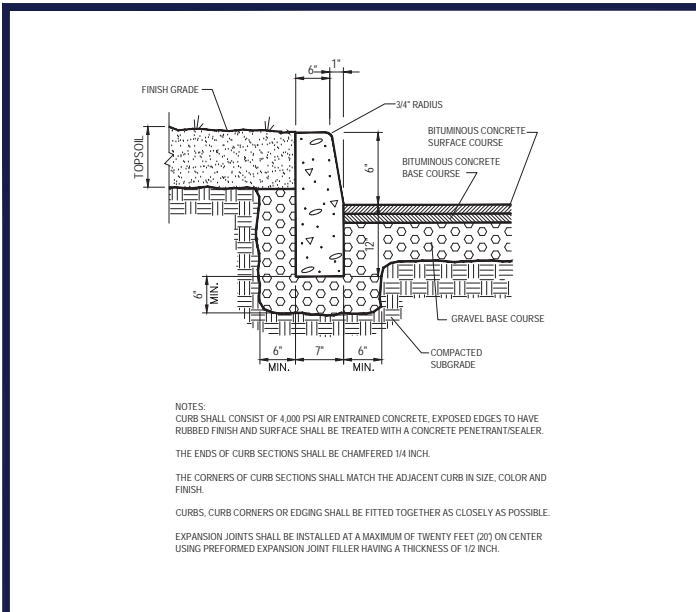 6"
1"
FINISH GRADE
3/4" RADIUS
BITUMINOUS CONCRETE
SURFACE COURSE
TOPSOIL
6"
BITUMINOUS CONCRETE
BASE COURSE
12"
6"
MIN.
GRAVEL BASE COURSE
6"
7"
6"
MIN.
MIN.
COMPACTED
SUBGRADE
NOTES:
CURB SHALL CONSIST OF 4,000 PSI AIR ENTRAINED CONCRETE, EXPOSED EDGES TO HAVE
RUBBED FINISH AND SURFACE SHALL BE TREATED WITH A CONCRETE PENETRANT/SEALER.
THE ENDS OF CURB SECTIONS SHALL BE CHAMFERED 1/4 INCH.
THE CORNERS OF CURB SECTIONS SHALL MATCH THE ADJACENT CURB IN SIZE, COLOR AND
FINISH.
CURBS, CURB CORNERS OR EDGING SHALL BE FITTED TOGETHER AS CLOSELY AS POSSIBLE.
EXPANSION JOINTS SHALL BE INSTALLED AT A MAXIMUM OF TWENTY FEET (20') ON CENTER
USING PREFORMED EXPANSION JOINT FILLER HAVING A THICKNESS OF 1/2 INCH.